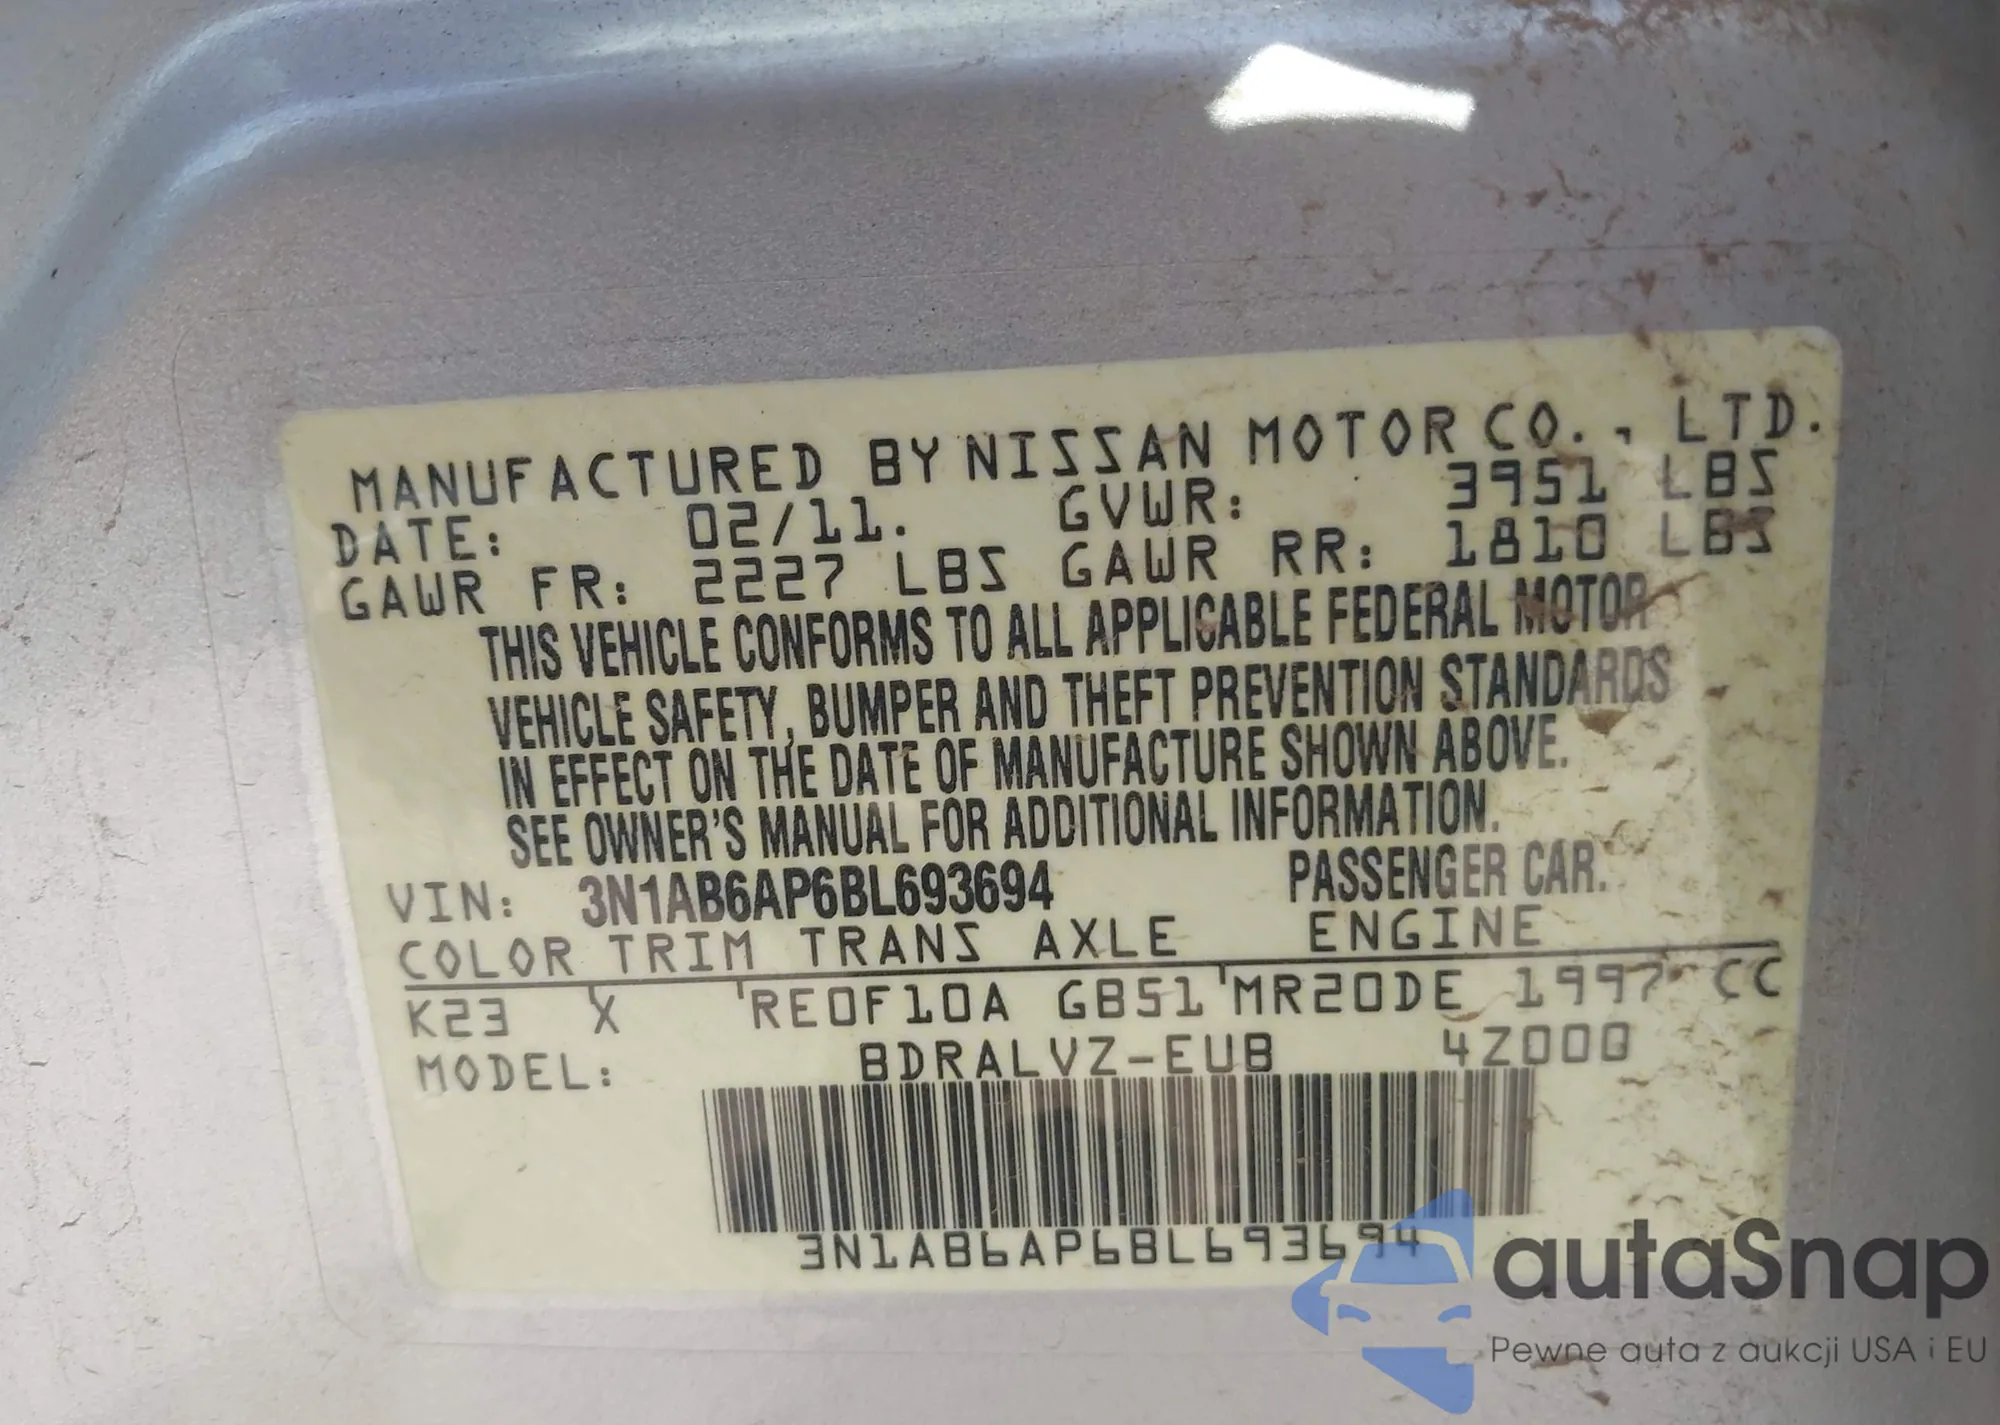 MANUFACTURED BY NISSAN MOTOR CO., LTD.
DATE: 02/11. GVWR: 3951 LBS
GAWR FR: 2227 LBS GAWR RR: 1810 LBS
THIS VEHICLE CONFORMS TO ALL APPLICABLE FEDERAL MOTOR
VEHICLE SAFETY, BUMPER AND THEFT PREVENTION STANDARDS
IN EFFECT ON THE DATE OF MANUFACTURE SHOWN ABOVE.
SEE OWNER'S MANUAL FOR ADDITIONAL INFORMATION.
VIN: 3N1AB6AP6BL693694 PASSENGER CAR.
COLOR TRIM TRANS AXLE ENGINE
K23 X RE0F10A GB51 MR20DE 1997 CC
MODEL: BDRALVZ-EUB 4Z000
3N1AB6AP6BL693694
autaSnap
Pewne auta z aukcji USA i EU